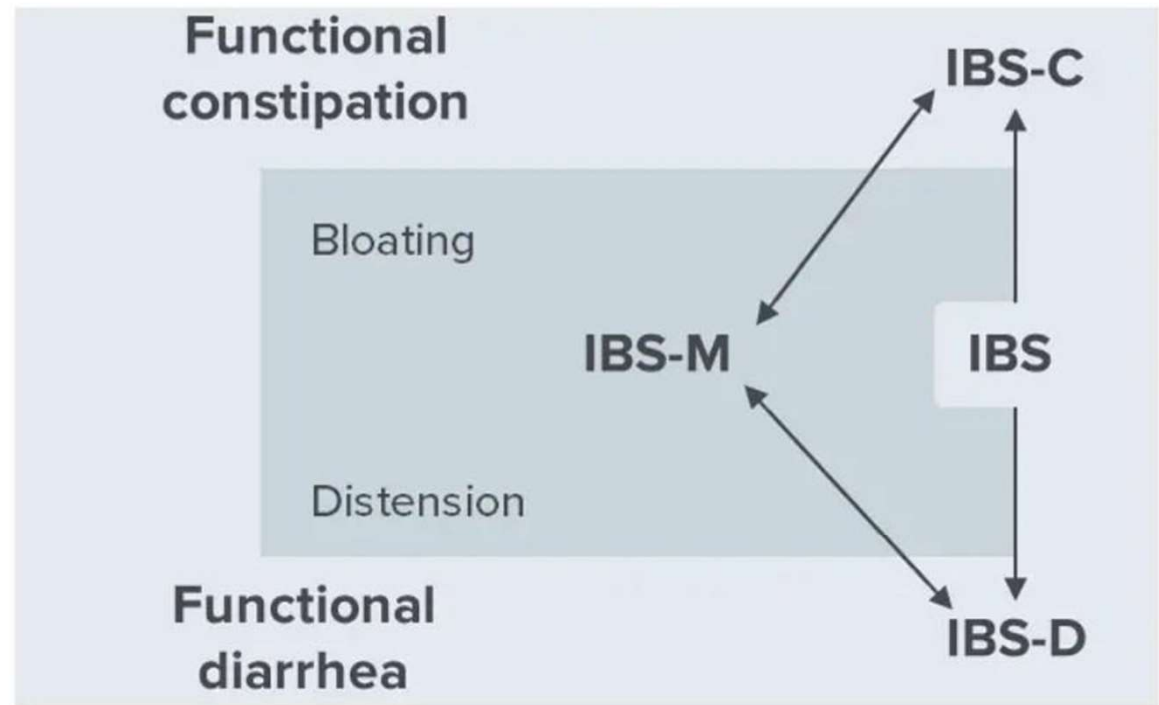 Functional
constipation
IBS-C
Bloating
IBS-M
IBS
Distension
Functional
diarrhea
IBS-D